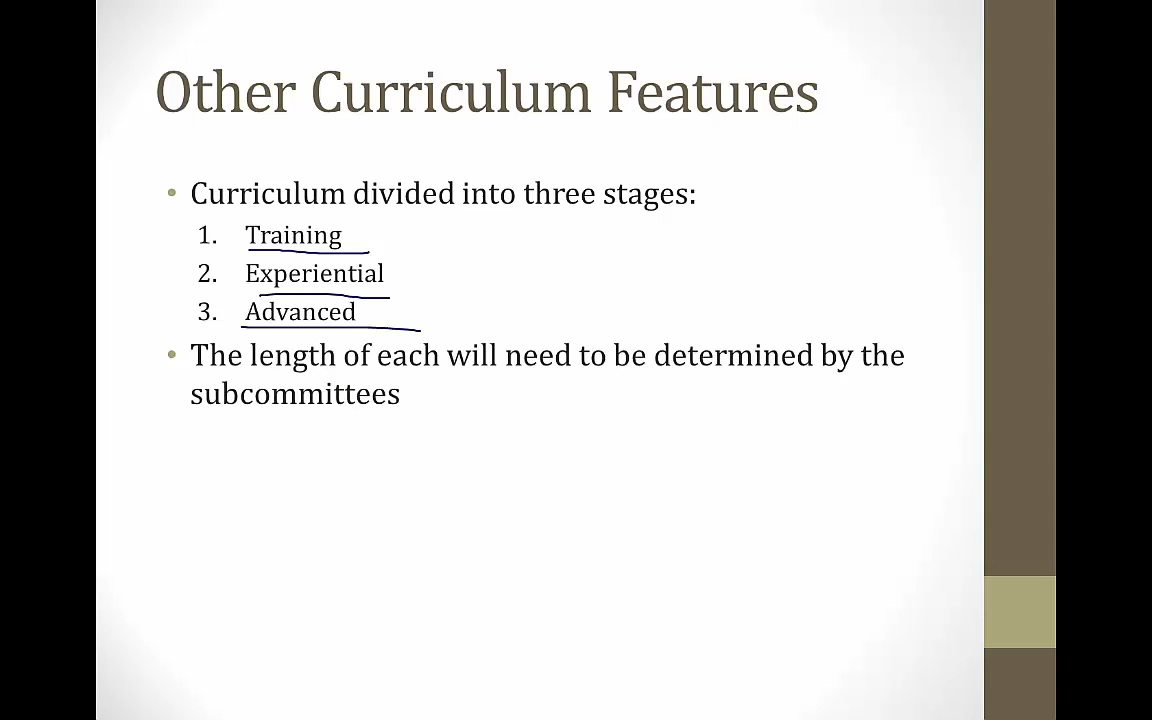 Other Curriculum Features
• Curriculum divided into three stages:
1. Training
2. Experiential
3. Advanced
• The length of each will need to be determined by the
subcommittees